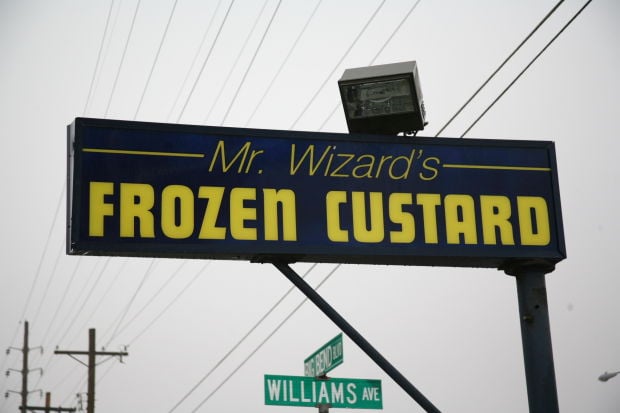 Mr. Wizard's
FROZEN CUSTARD
BIG BEND BLVD
WILLIAMS AVE